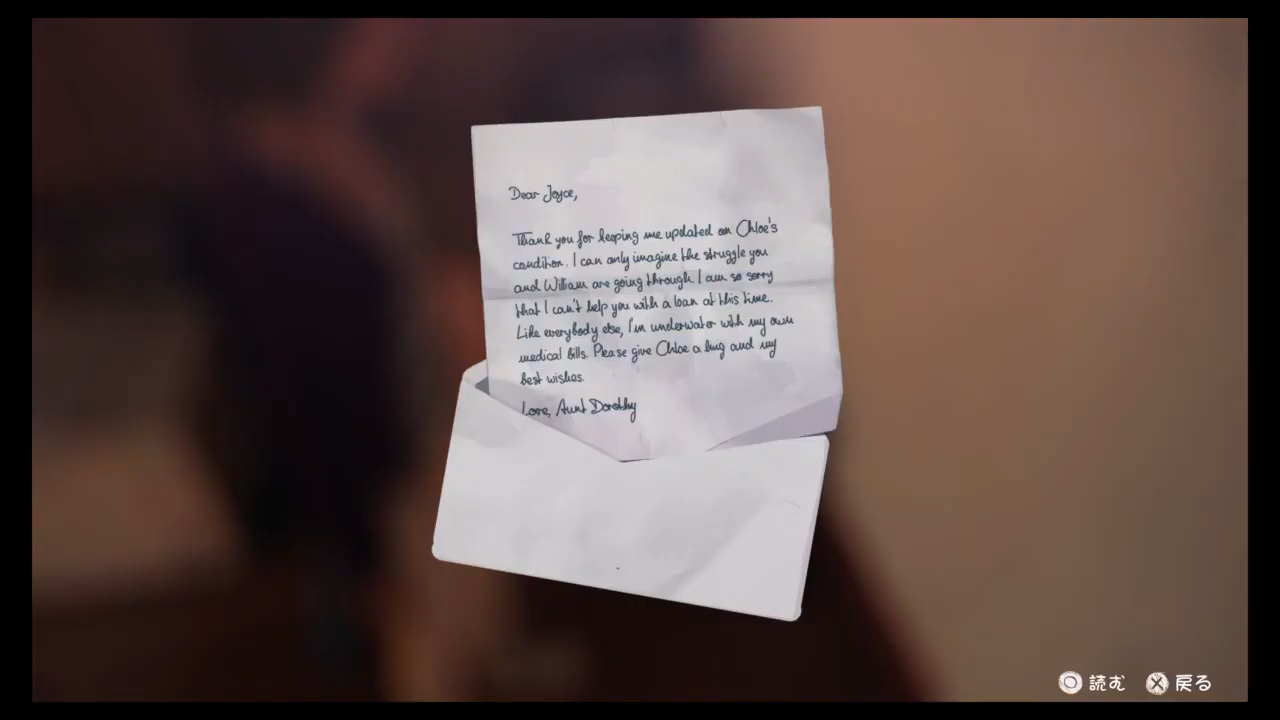 Dear Joyce,
Thank you for keeping me updated on Chloe's
condition. I can only imagine the struggle you
and William are going through. I am so sorry
that I can't help you with a loan at this time.
Like everybody else, I'm underwater with my own
medical bills. Please give Chloe a hug and my
best wishes.
Love, Aunt Dorothy
読む 戻る